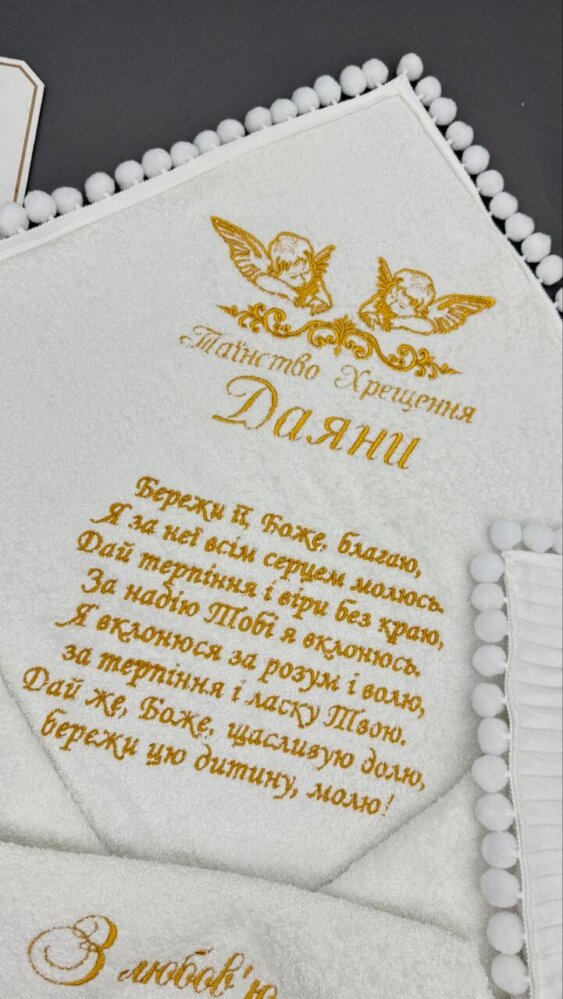 Таїнство Хрещення
Даяни
Бережи її, Боже, благаю,
Я за неї всім серцем молюсь.
Дай терпіння і віри без краю,
За надію Тобі я вклонюсь.
Я вклонюся за розум і волю,
за терпіння і ласку Твою.
Дай же, Боже, щасливую долю,
бережи цю дитину, молю!
З любов'ю